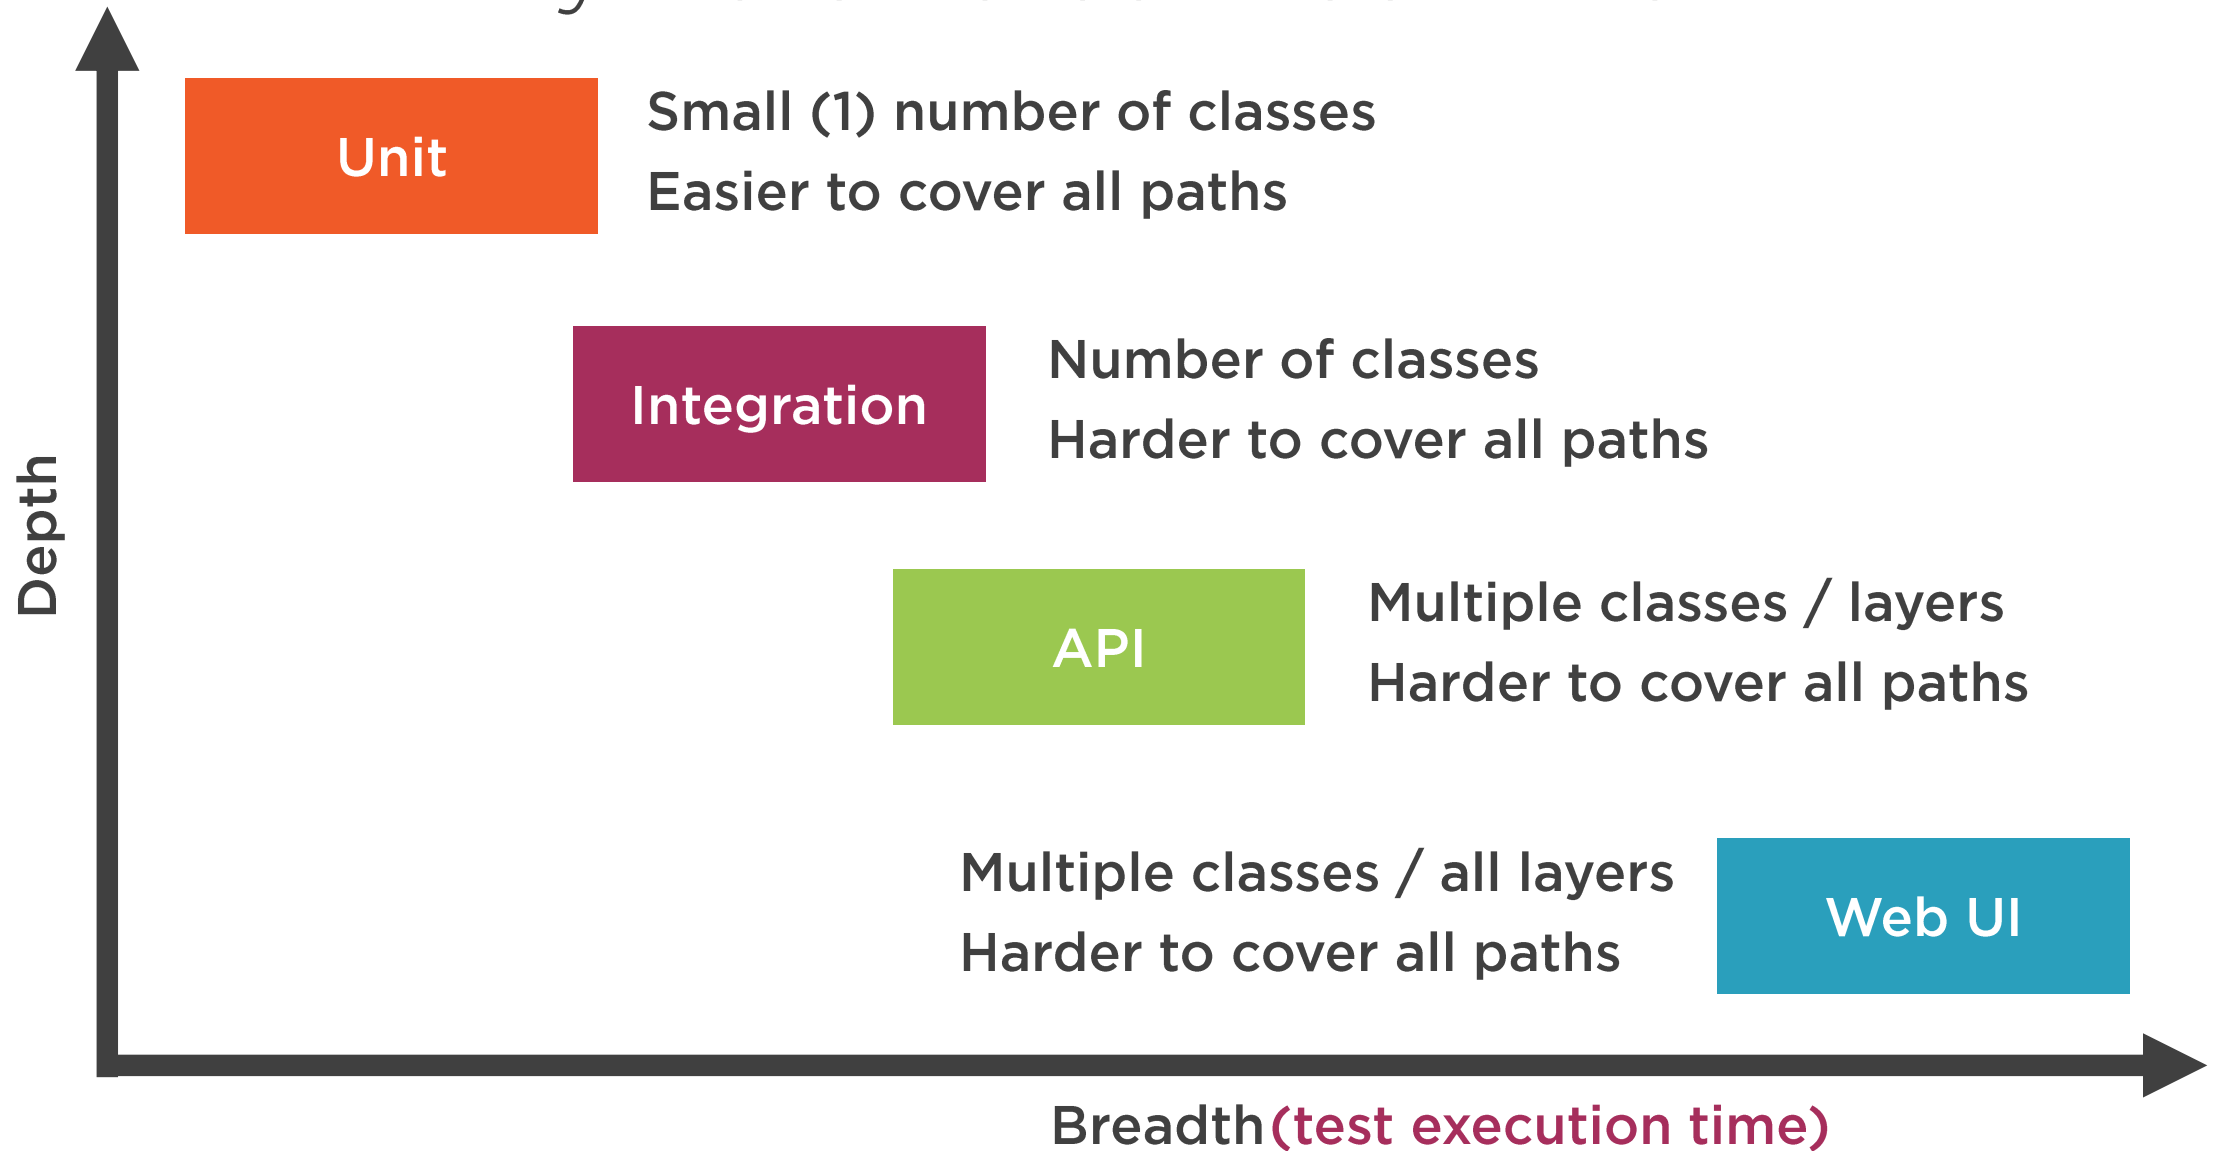 Unit
Small (1) number of classes
Easier to cover all paths
Integration
Number of classes
Harder to cover all paths
Depth
API
Multiple classes / layers
Harder to cover all paths
Multiple classes / all layers
Harder to cover all paths
Web UI
Breadth (test execution time)